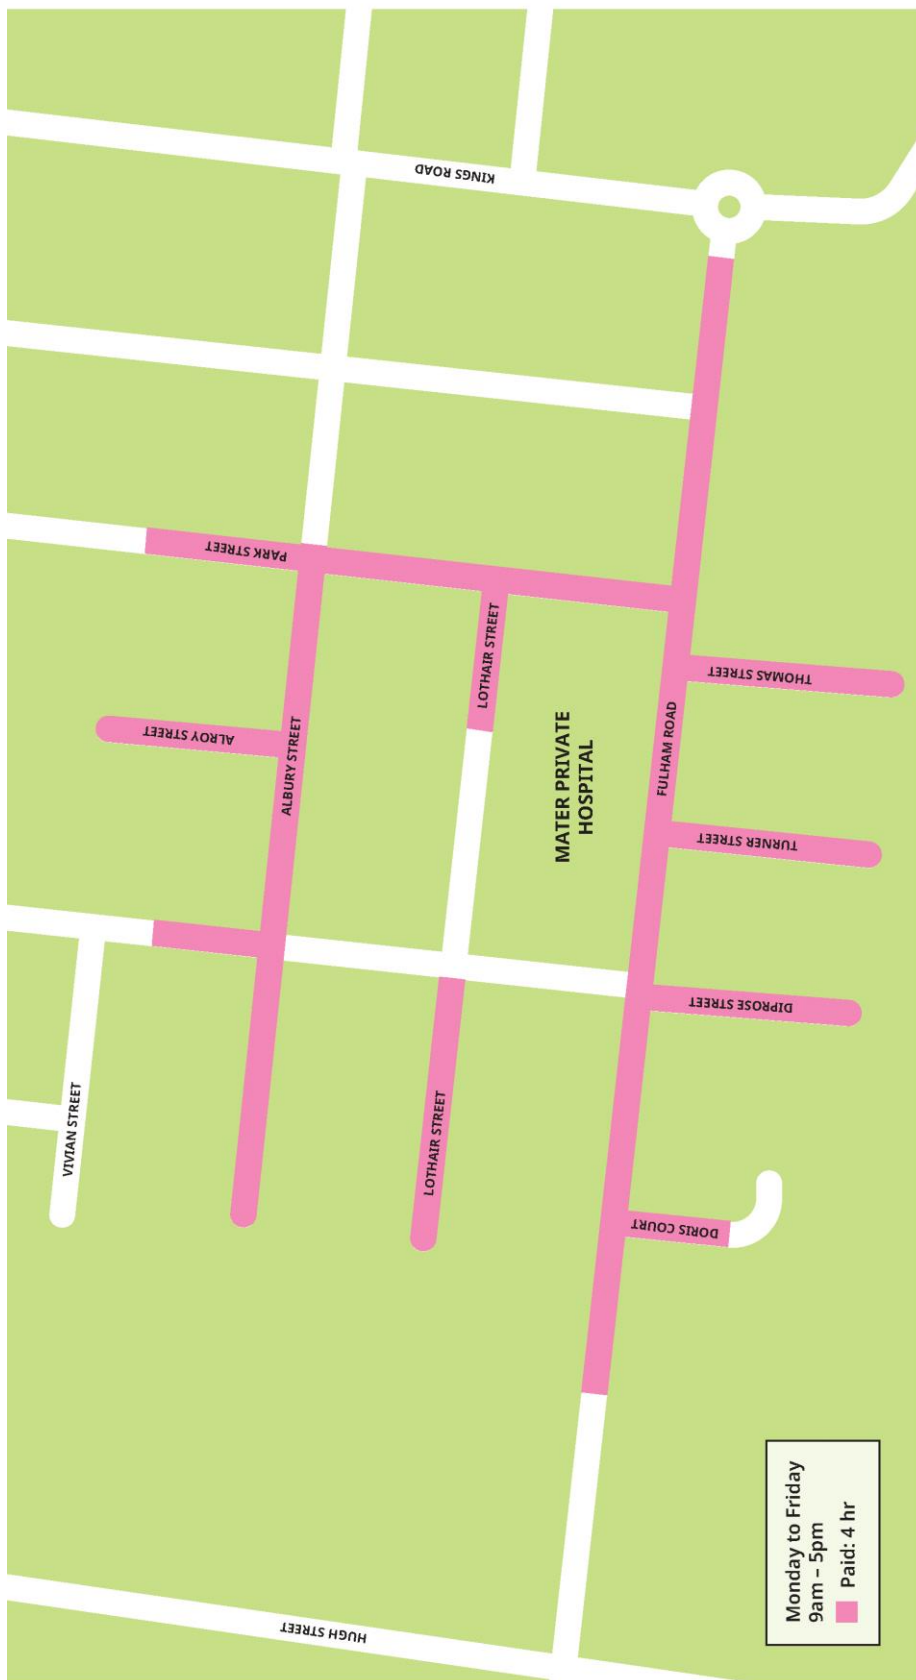 KINGS ROAD
PARK STREET
LOTHAIR STREET
THOMAS STREET
ALROY STREET
ALBURY STREET
FULHAM ROAD
MATER PRIVATE
HOSPITAL
TURNER STREET
DIPROSE STREET
VIVIAN STREET
LOTHAIR STREET
DORIS COURT
HUGH STREET
Monday to Friday
9am – 5pm
Paid: 4 hr